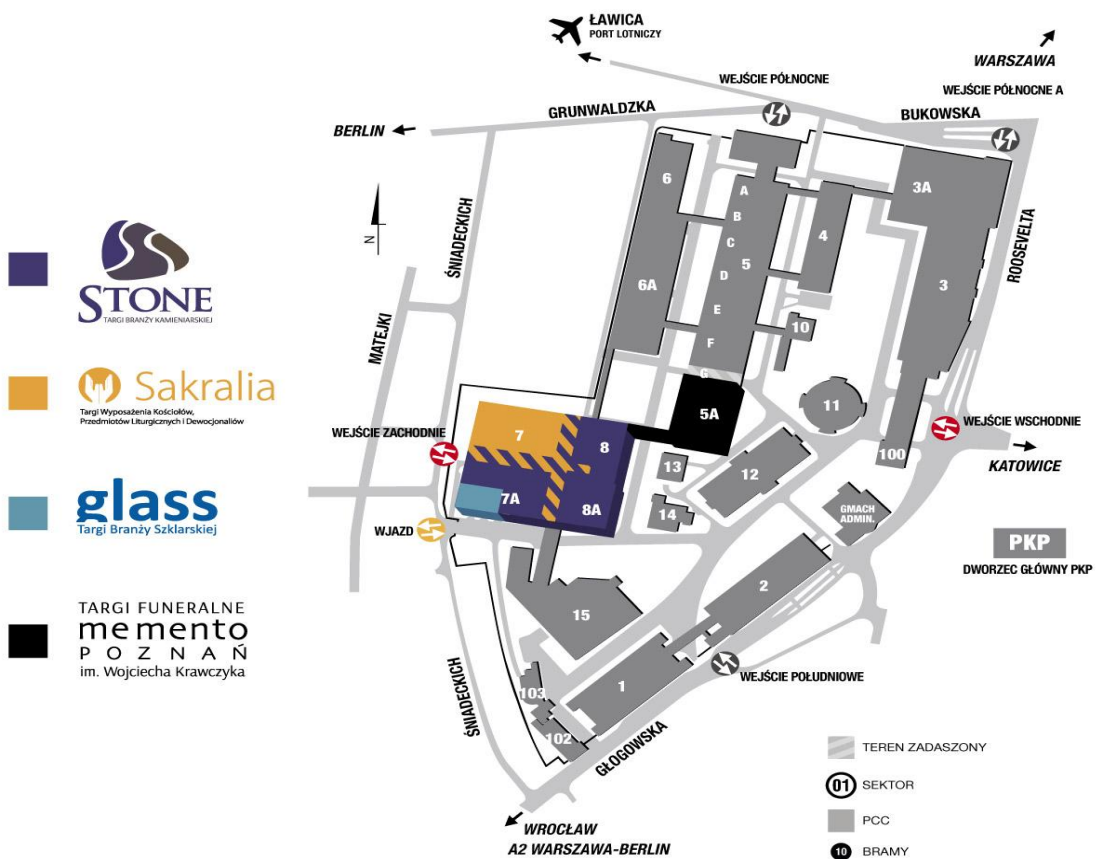 ŁAWICA
PORT LOTNICZY
WARSZAWA
WEJŚCIE PÓŁNOCNE
WEJŚCIE PÓŁNOCNE A
GRUNWALDZKA
BUKOWSKA
BERLIN
N
ŚNIADECKICH
MATEJKI
ROOSEVELTA
6
6A
A
B
C
D
E
F
G
5
5A
4
3A
3
10
11
100
STONE
TARGI BRANŻY KAMIENIARSKIEJ
Sakralia
Targi Wyposażenia Kościołów,
Przedmiotów Liturgicznych i Dewocjonaliów
glass
Targi Branży Szklarskiej
TARGI FUNERALNE
memento
POZNAŃ
im. Wojciecha Krawczyka
WEJŚCIE ZACHODNIE
7
8
7A
8A
WJAZD
13
14
12
WEJŚCIE WSCHODNIE
KATOWICE
GMACH
ADMIN.
PKP
DWORZEC GŁÓWNY PKP
15
2
1
WEJŚCIE POŁUDNIOWE
103
102
ŚNIADECKICH
GŁOGOWSKA
WROCŁAW
A2 WARSZAWA-BERLIN
TEREN ZADASZONY
01 SEKTOR
PCC
10 BRAMY